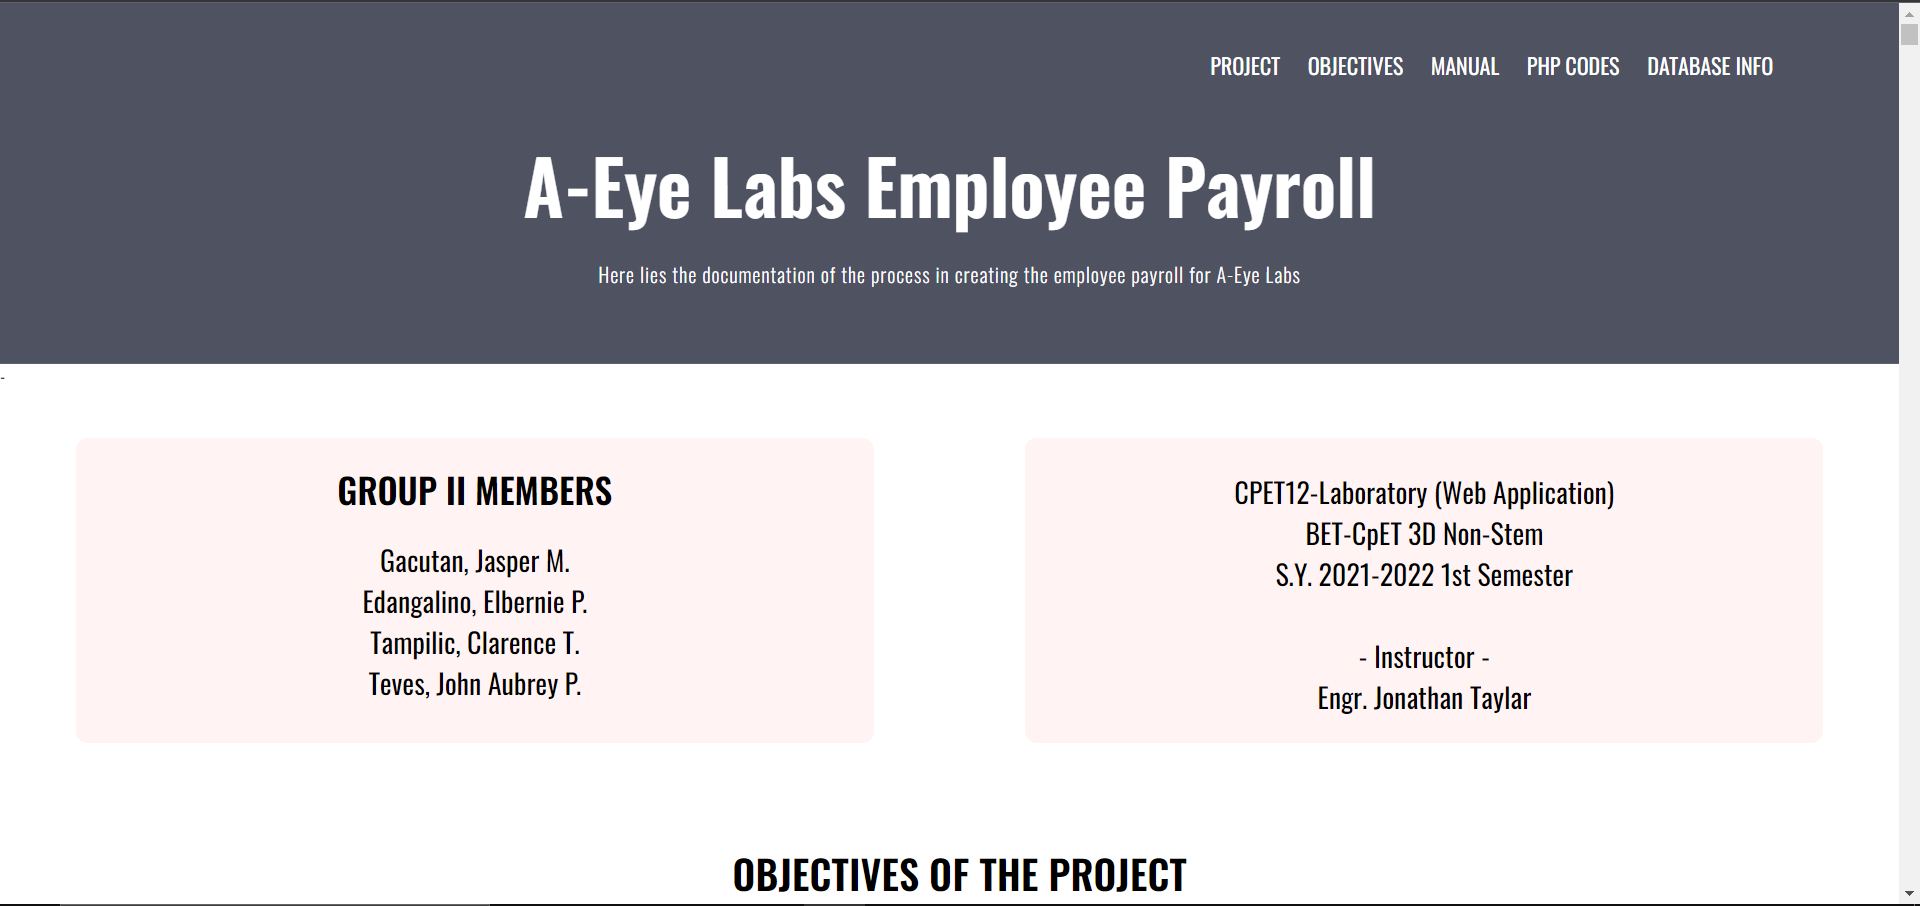 PROJECT OBJECTIVES MANUAL PHP CODES DATABASE INFO
A-Eye Labs Employee Payroll
Here lies the documentation of the process in creating the employee payroll for A-Eye Labs
-
GROUP II MEMBERS
Gacutan, Jasper M.
Edangalino, Elbernie P.
Tampilic, Clarence T.
Teves, John Aubrey P.
CPET12-Laboratory (Web Application)
BET-CpET 3D Non-Stem
S.Y. 2021-2022 1st Semester
- Instructor -
Engr. Jonathan Taylar
OBJECTIVES OF THE PROJECT